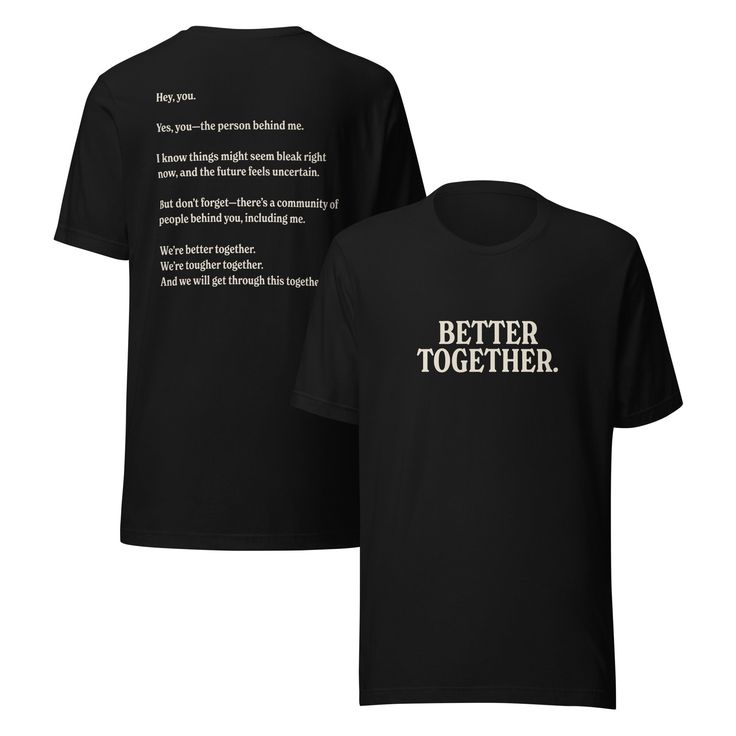 Hey, you.
Yes, you—the person behind me.
I know things might seem bleak right
now, and the future feels uncertain.
But don't forget—there's a community of
people behind you, including me.
We're better together.
We're tougher together.
And we will get through this togethe
BETTER
TOGETHER.